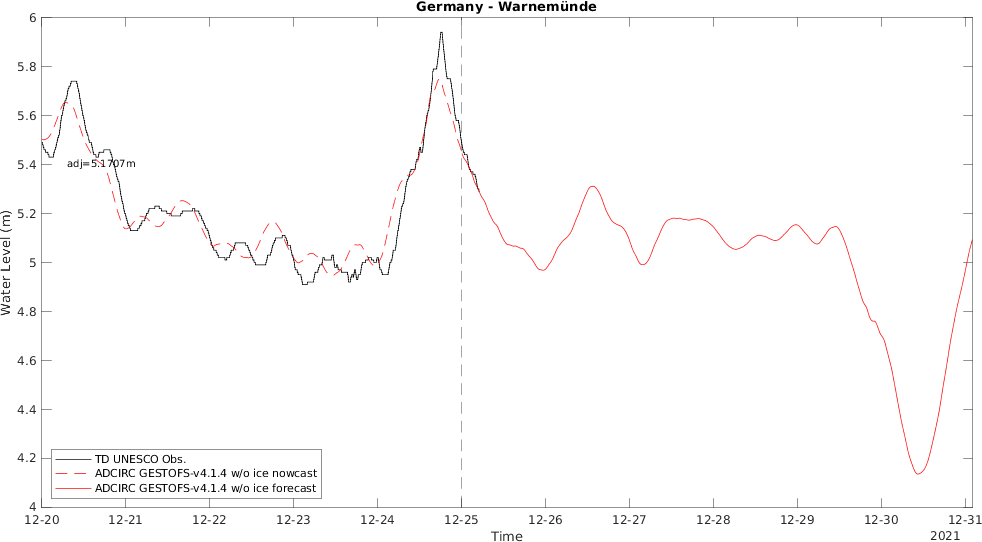 Germany - Warnemünde
6
5.8
5.6
5.4
5.2
5
4.8
4.6
4.4
4.2
4
Water Level (m)
adj=5.1707m
TD UNESCO Obs.
ADCIRC GESTOFS-v4.1.4 w/o ice nowcast
ADCIRC GESTOFS-v4.1.4 w/o ice forecast
12-20 12-21 12-22 12-23 12-24 12-25 12-26 12-27 12-28 12-29 12-30 12-31
Time
2021